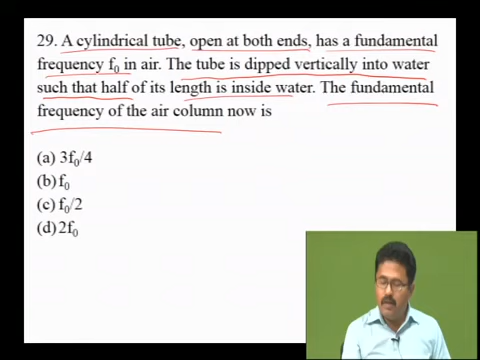 29. A cylindrical tube, open at both ends, has a fundamental
frequency f₀ in air. The tube is dipped vertically into water
such that half of its length is inside water. The fundamental
frequency of the air column now is
(a) 3f₀/4
(b) f₀
(c) f₀/2
(d) 2f₀